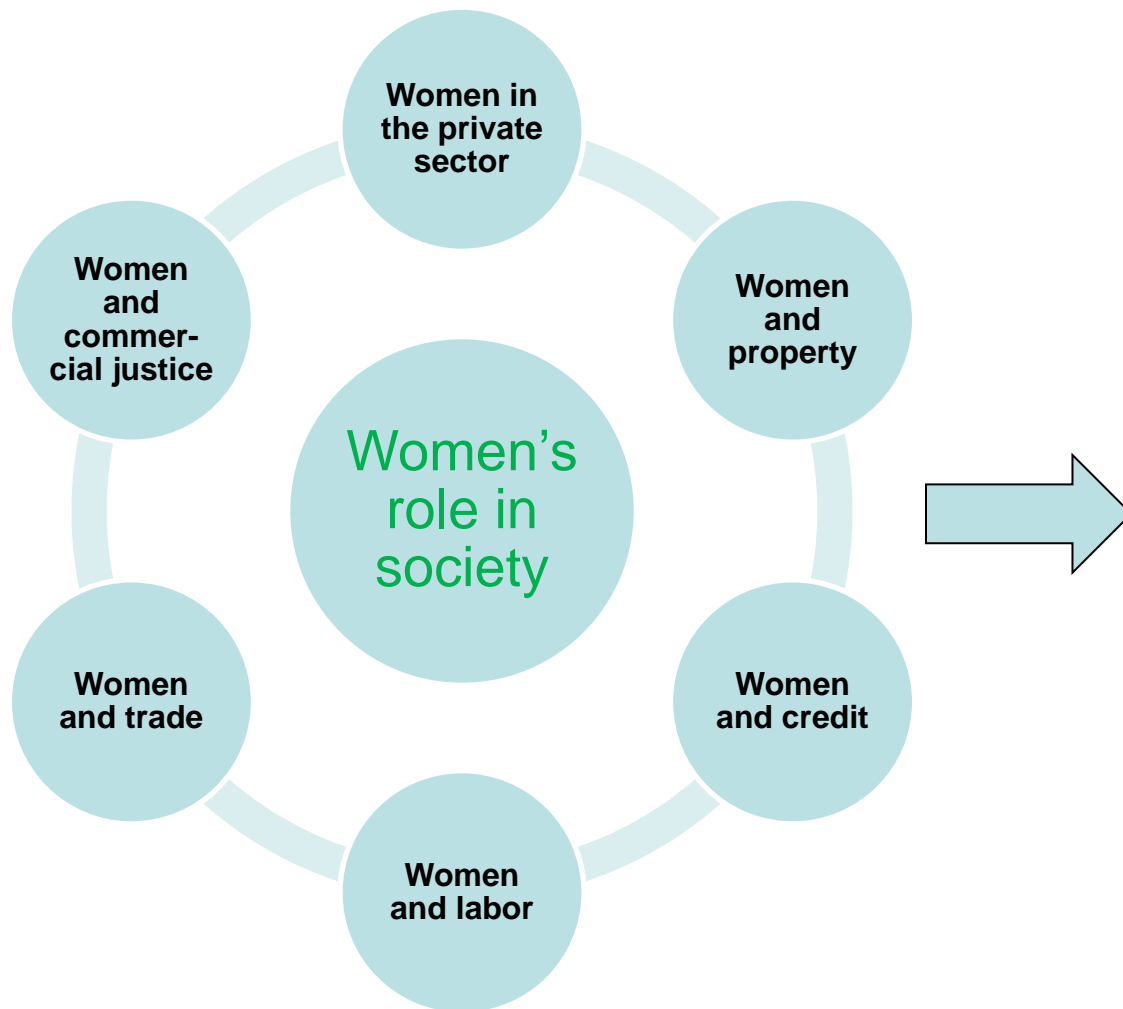 Women in
the private
sector
Women
and
property
Women
and credit
Women
and labor
Women
and trade
Women
and
commer-
cial justice
Women’s
role in
society